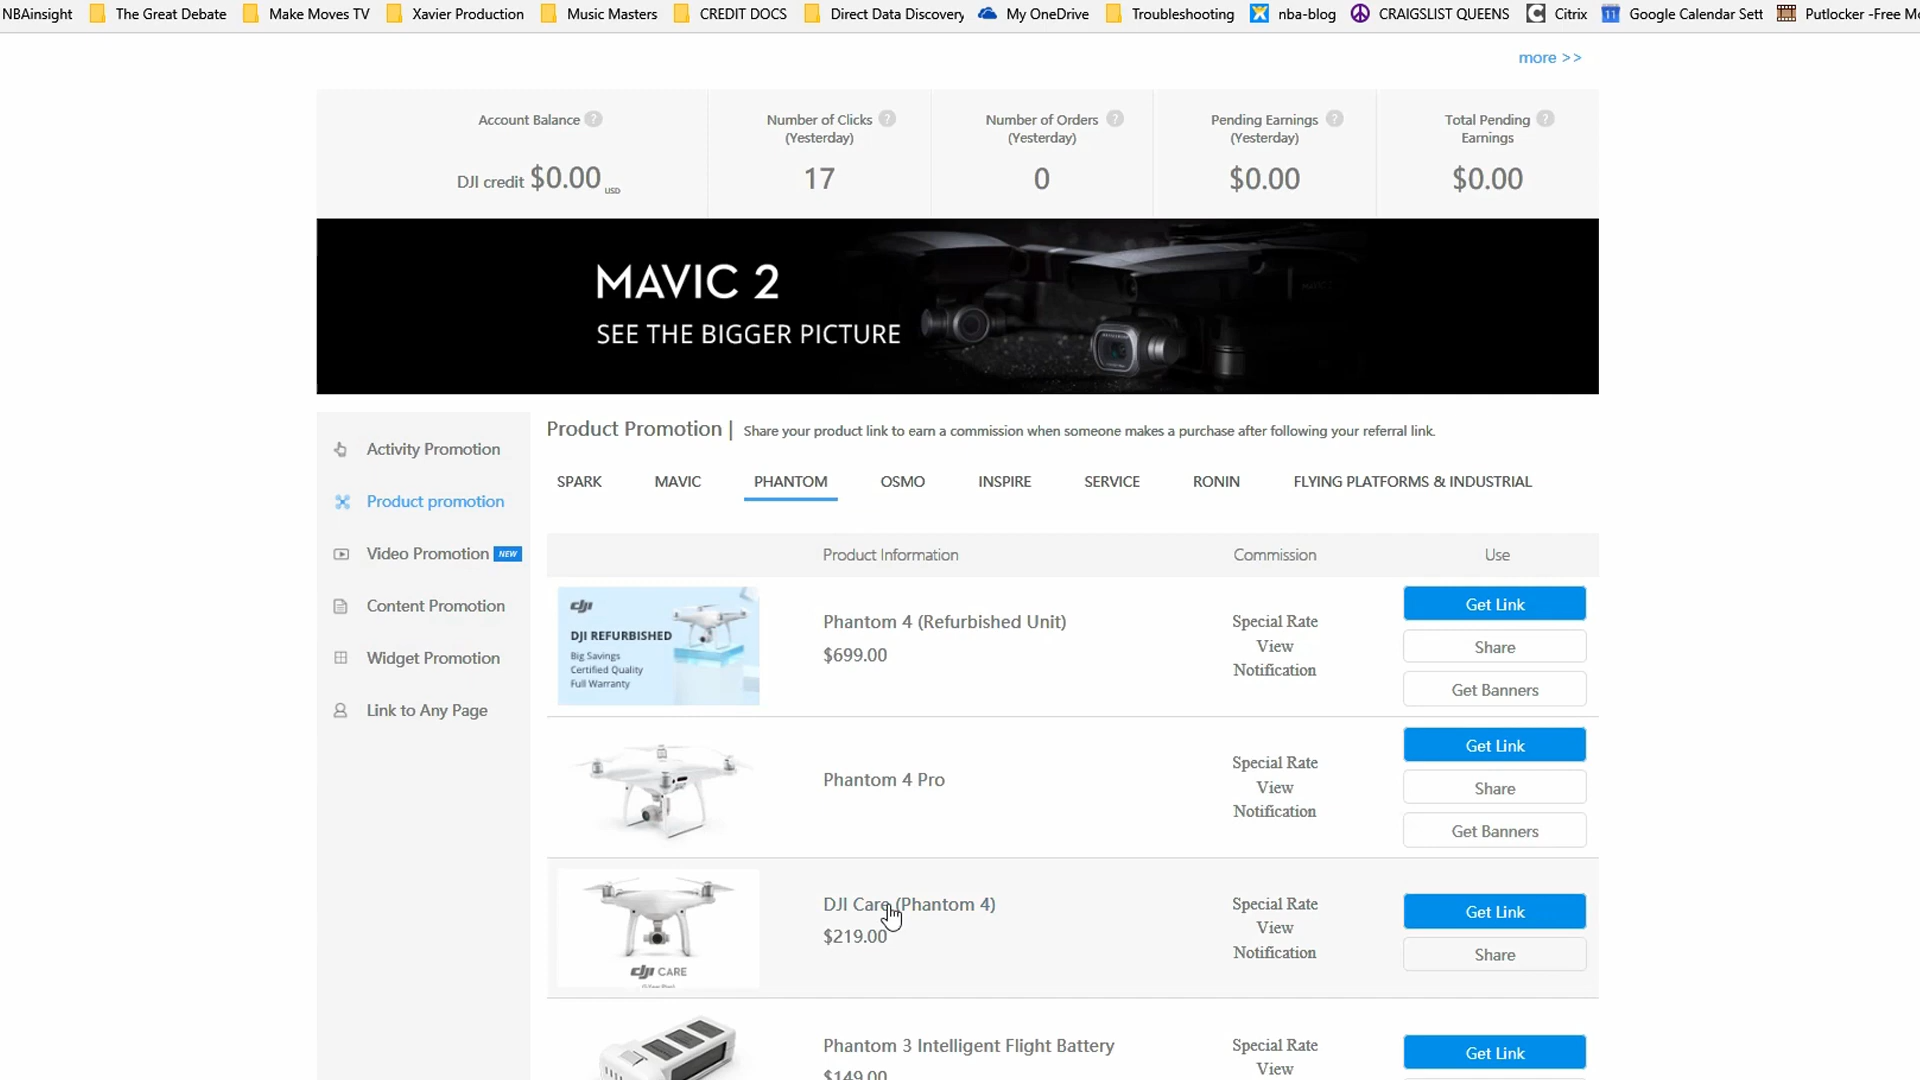 NBAinsight The Great Debate Make Moves TV Xavier Production Music Masters CREDIT DOCS Direct Data Discovery My OneDrive Troubleshooting nba-blog CRAIGSLIST QUEENS Citrix 11 Google Calendar Sett Putlocker -Free Mo
more >>
Account Balance ?
DJI credit $0.00 USD
Number of Clicks ?
(Yesterday)
17
Number of Orders ?
(Yesterday)
0
Pending Earnings ?
(Yesterday)
$0.00
Total Pending ?
Earnings
$0.00
MAVIC 2
SEE THE BIGGER PICTURE
Activity Promotion
Product promotion
Video Promotion NEW
Content Promotion
Widget Promotion
Link to Any Page
Product Promotion | Share your product link to earn a commission when someone makes a purchase after following your referral link.
SPARK MAVIC PHANTOM OSMO INSPIRE SERVICE RONIN FLYING PLATFORMS & INDUSTRIAL
Product Information Commission Use
dji
DJI REFURBISHED
Big Savings
Certified Quality
Full Warranty
Phantom 4 (Refurbished Unit)
$699.00
Special Rate
View
Notification
Get Link
Share
Get Banners
Phantom 4 Pro
Special Rate
View
Notification
Get Link
Share
Get Banners
dji CARE
DJI Care (Phantom 4)
$219.00
Special Rate
View
Notification
Get Link
Share
Phantom 3 Intelligent Flight Battery
$149.00
Special Rate
View
Get Link